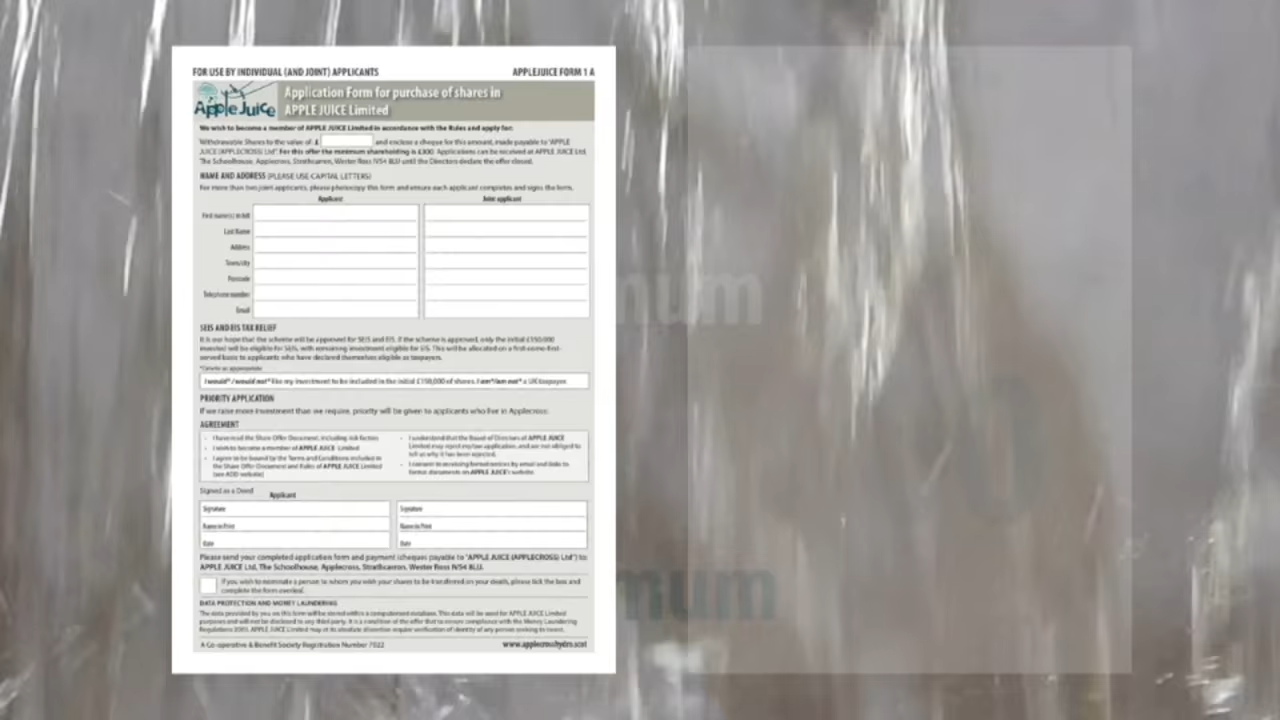 FOR USE BY INDIVIDUAL (AND JOINT) APPLICANTS
APPLEJUICE FORM 1 A
Apple Juice
Application Form for purchase of shares in
APPLE JUICE Limited
We wish to become a member of APPLE JUICE Limited in accordance with the Rules and apply for:
Withdrawable Shares to the value of: £ and enclose a cheque for this amount, made payable to "APPLE
JUICE (APPLECROSS) Ltd". For this offer the minimum shareholding is £300. Applications can be received at APPLE JUICE Ltd,
The Schoolhouse, Applecross, Strathcarron, Wester Ross IV54 8LU until the Directors declare the offer closed.
NAME AND ADDRESS (PLEASE USE CAPITAL LETTERS)
For more than two joint applicants, please photocopy this form and ensure each applicant completes and signs the form.
Applicant
Joint applicant
First name(s) in full
Last Name
Address
Town/city
Postcode
Telephone number
Email
SEIS AND EIS TAX RELIEF
It is our hope that the scheme will be approved for SEIS and EIS. If the scheme is approved, only the initial £150,000
invested will be eligible for SEIS, with remaining investment eligible for EIS. This will be allocated on a first-come-first-
served basis to applicants who have declared themselves eligible as taxpayers.
*Delete as appropriate
I would* / would not* like my investment to be included in the initial £150,000 of shares. I am*/am not* a UK taxpayer.
PRIORITY APPLICATION
If we raise more investment than we require, priority will be given to applicants who live in Applecross.
AGREEMENT
· I have read the Share Offer Document, including risk factors
· I wish to become a member of APPLE JUICE Limited
· I agree to be bound by the Terms and Conditions included in
the Share Offer Document and Rules of APPLE JUICE Limited
(see ADD website)
· I understand that the Board of Directors of APPLE JUICE
Limited may reject my/our application, and are not obliged to
tell us why it has been rejected.
· I consent to receiving formal notices by email and links to
formal documents on APPLE JUICE's website
Signed as a Deed
Applicant
Signature
Name in Print
Date
Signature
Name in Print
Date
Please send your completed application form and payment (cheques payable to "APPLE JUICE (APPLECROSS) Ltd") to:
APPLE JUICE Ltd, The Schoolhouse, Applecross, Strathcarron, Wester Ross IV54 8LU.
If you wish to nominate a person to whom you wish your shares to be transferred on your death, please tick the box and
complete the form overleaf.
DATA PROTECTION AND MONEY LAUNDERING
The data provided by you on this form will be stored within a computerised database. This data will be used for APPLE JUICE Limited
purposes and will not be disclosed to any third party. It is a condition of the offer that to ensure compliance with the Money Laundering
Regulations 2003, APPLE JUICE Limited may at its absolute discretion require verification of identity of any person seeking to invest.
A Co-operative & Benefit Society Registration Number 7022
www.applecrosshydro.scot